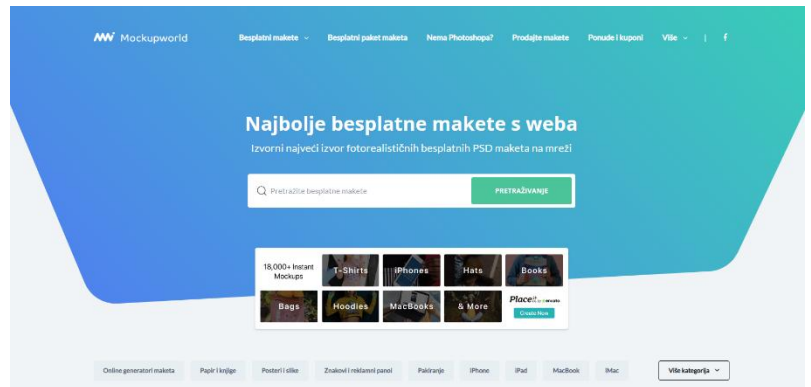 Mockupworld
Besplatni makete
Besplatni paket maketa
Nema Photoshopa?
Prodajte makete
Ponude i kuponi
Više
Najbolje besplatne makete s weba
Izvorni najveći izvor fotorealističnih besplatnih PSD maketa na mreži
Pretražite besplatne makete
PRETRAŽIVANJE
18,000+ Instant
Mockups
T-Shirts
iPhones
Hats
Books
Bags
Hoodies
MacBooks
& More
Placeit
Create Now
Online generatori maketa
Papir i knjige
Posteri i slike
Znakovi i reklamni panoi
Pakiranje
iPhone
iPad
MacBook
iMac
Više kategorija